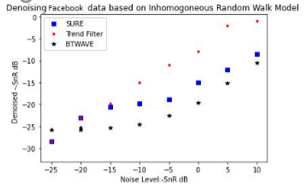 Denoising Facebook data based on Inhomogeneous Random Walk Model
SURE
Trend Filter
BTWAVE
Denoised -SnR dB
0
−5
−10
−15
−20
−25
−30
−25
−20
−15
−10
−5
0
5
10
Noise Level:-SnR dB